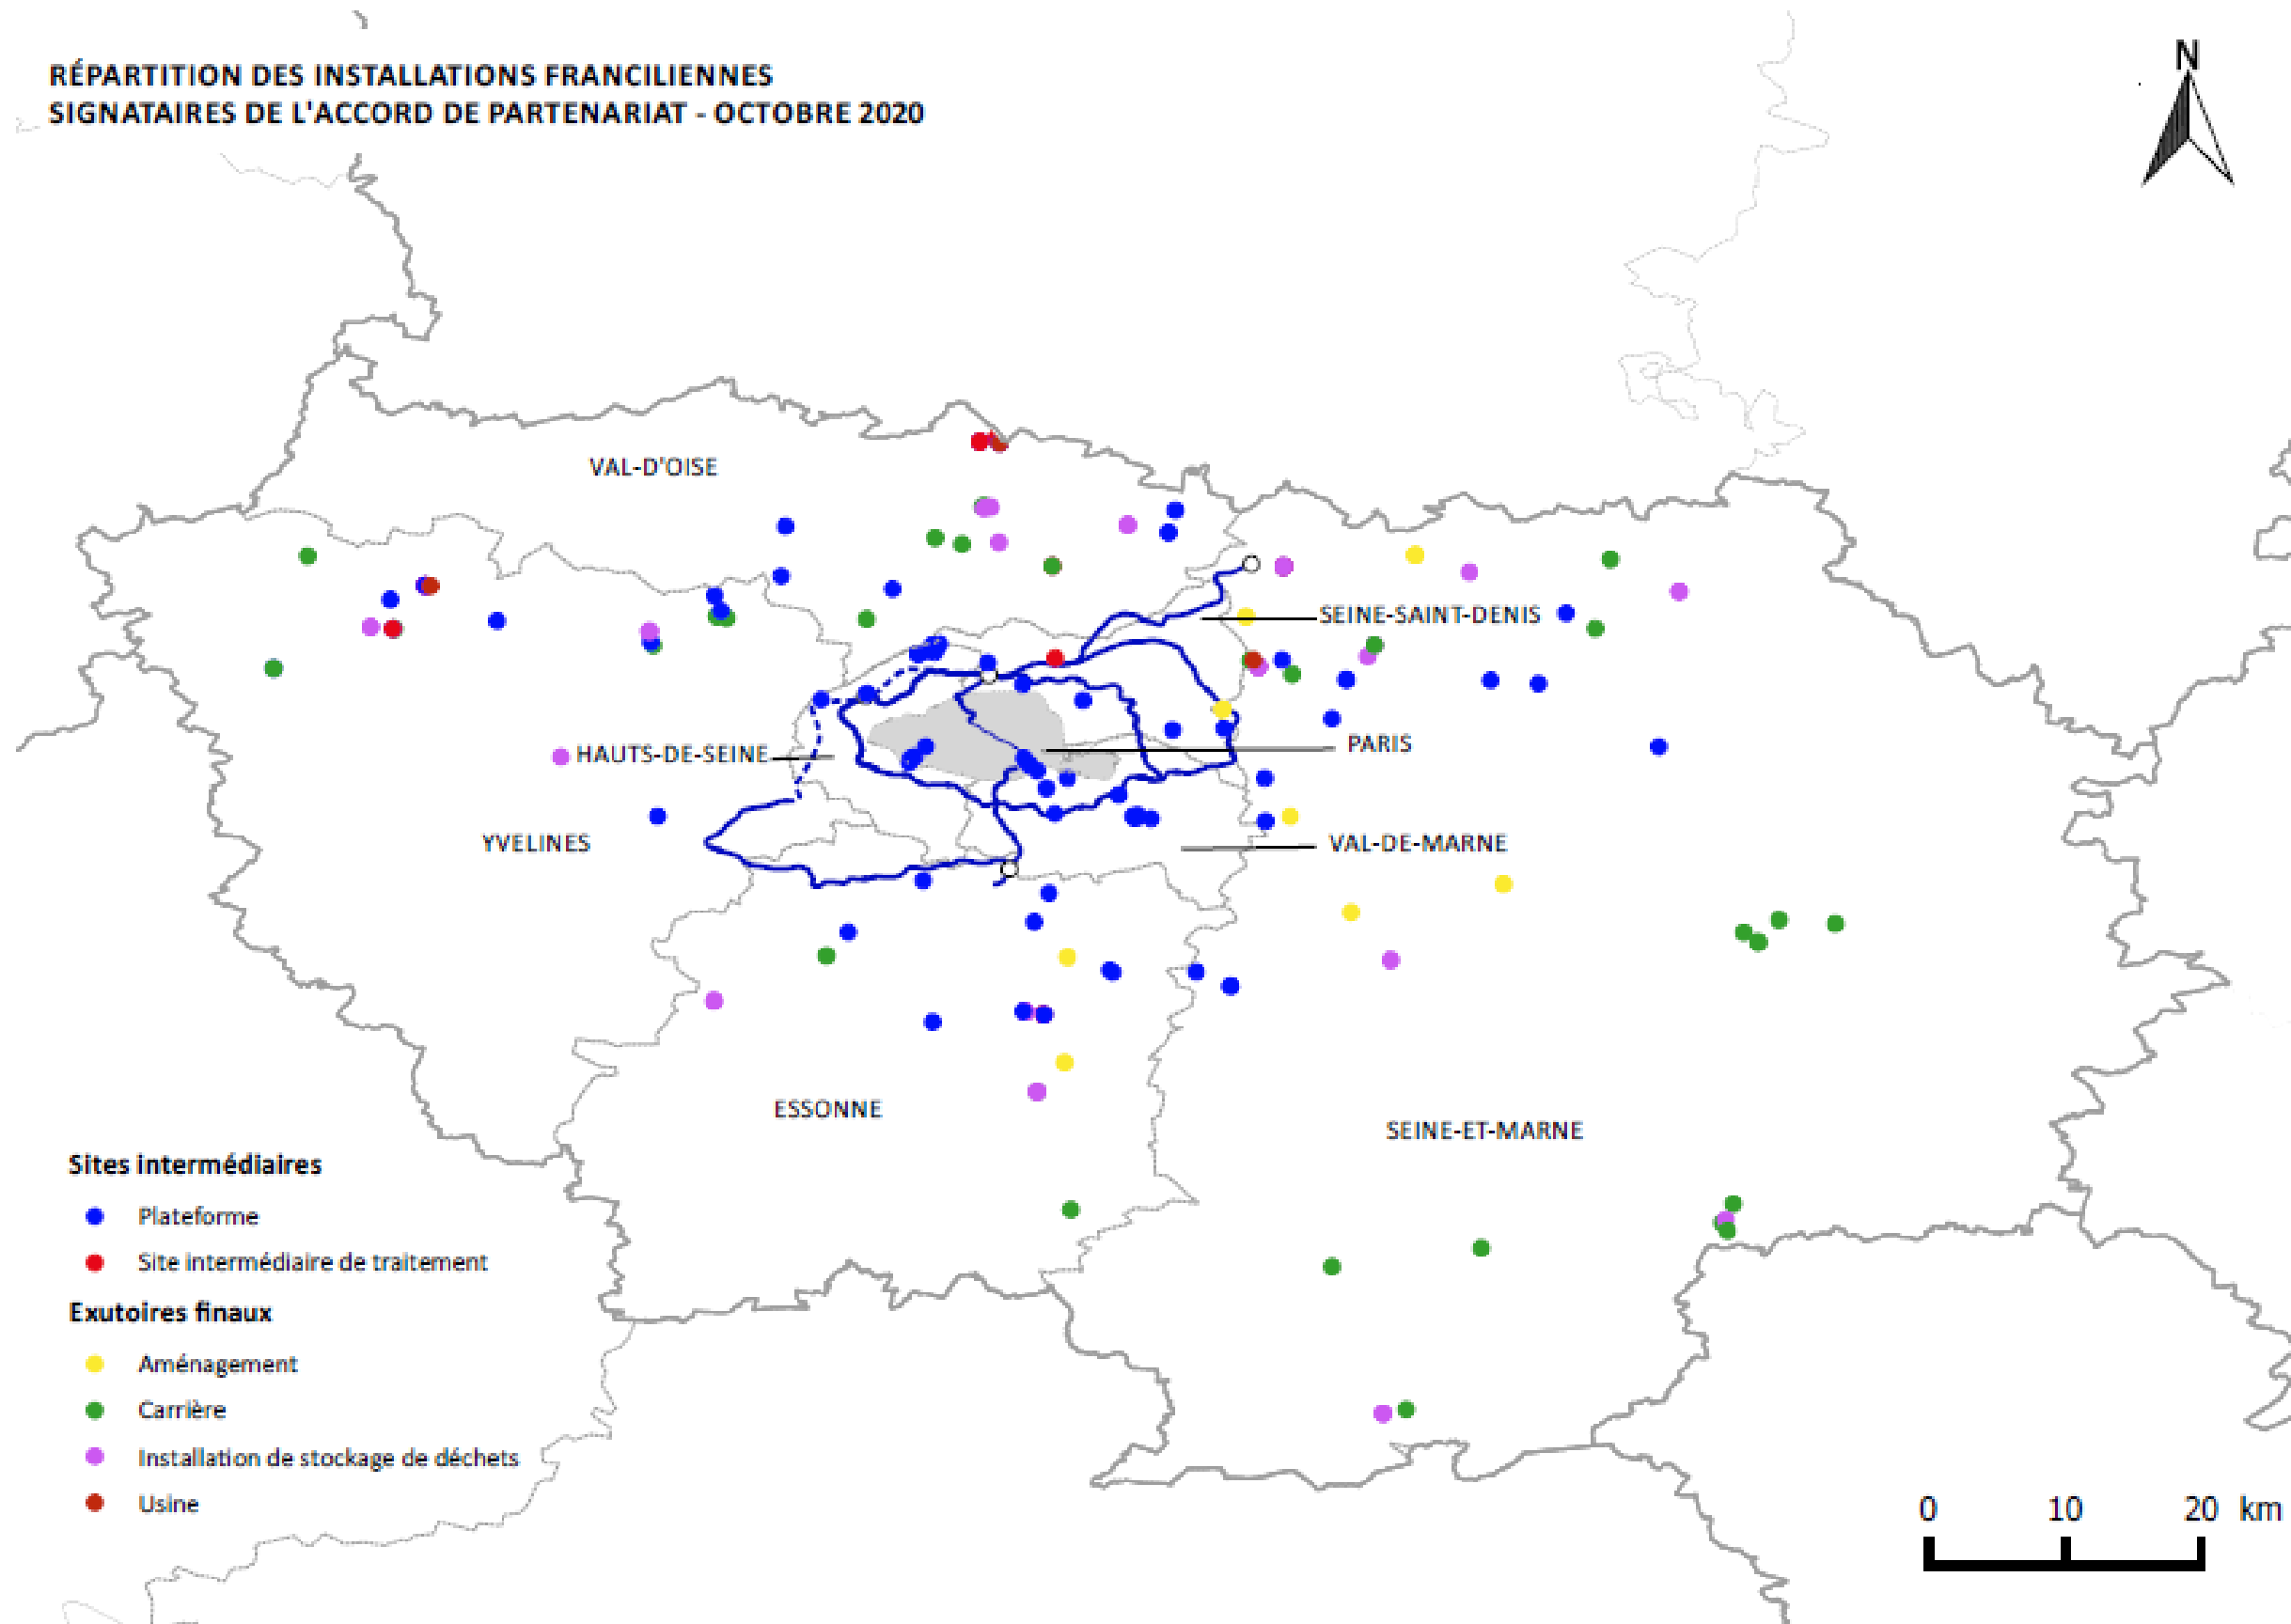 RÉPARTITION DES INSTALLATIONS FRANCILIENNES
SIGNATAIRES DE L'ACCORD DE PARTENARIAT - OCTOBRE 2020
N
VAL-D'OISE
SEINE-SAINT-DENIS
HAUTS-DE-SEINE
PARIS
YVELINES
VAL-DE-MARNE
ESSONNE
SEINE-ET-MARNE
Sites intermédiaires
Plateforme
Site intermédiaire de traitement
Exutoires finaux
Aménagement
Carrière
Installation de stockage de déchets
Usine
0 10 20 km